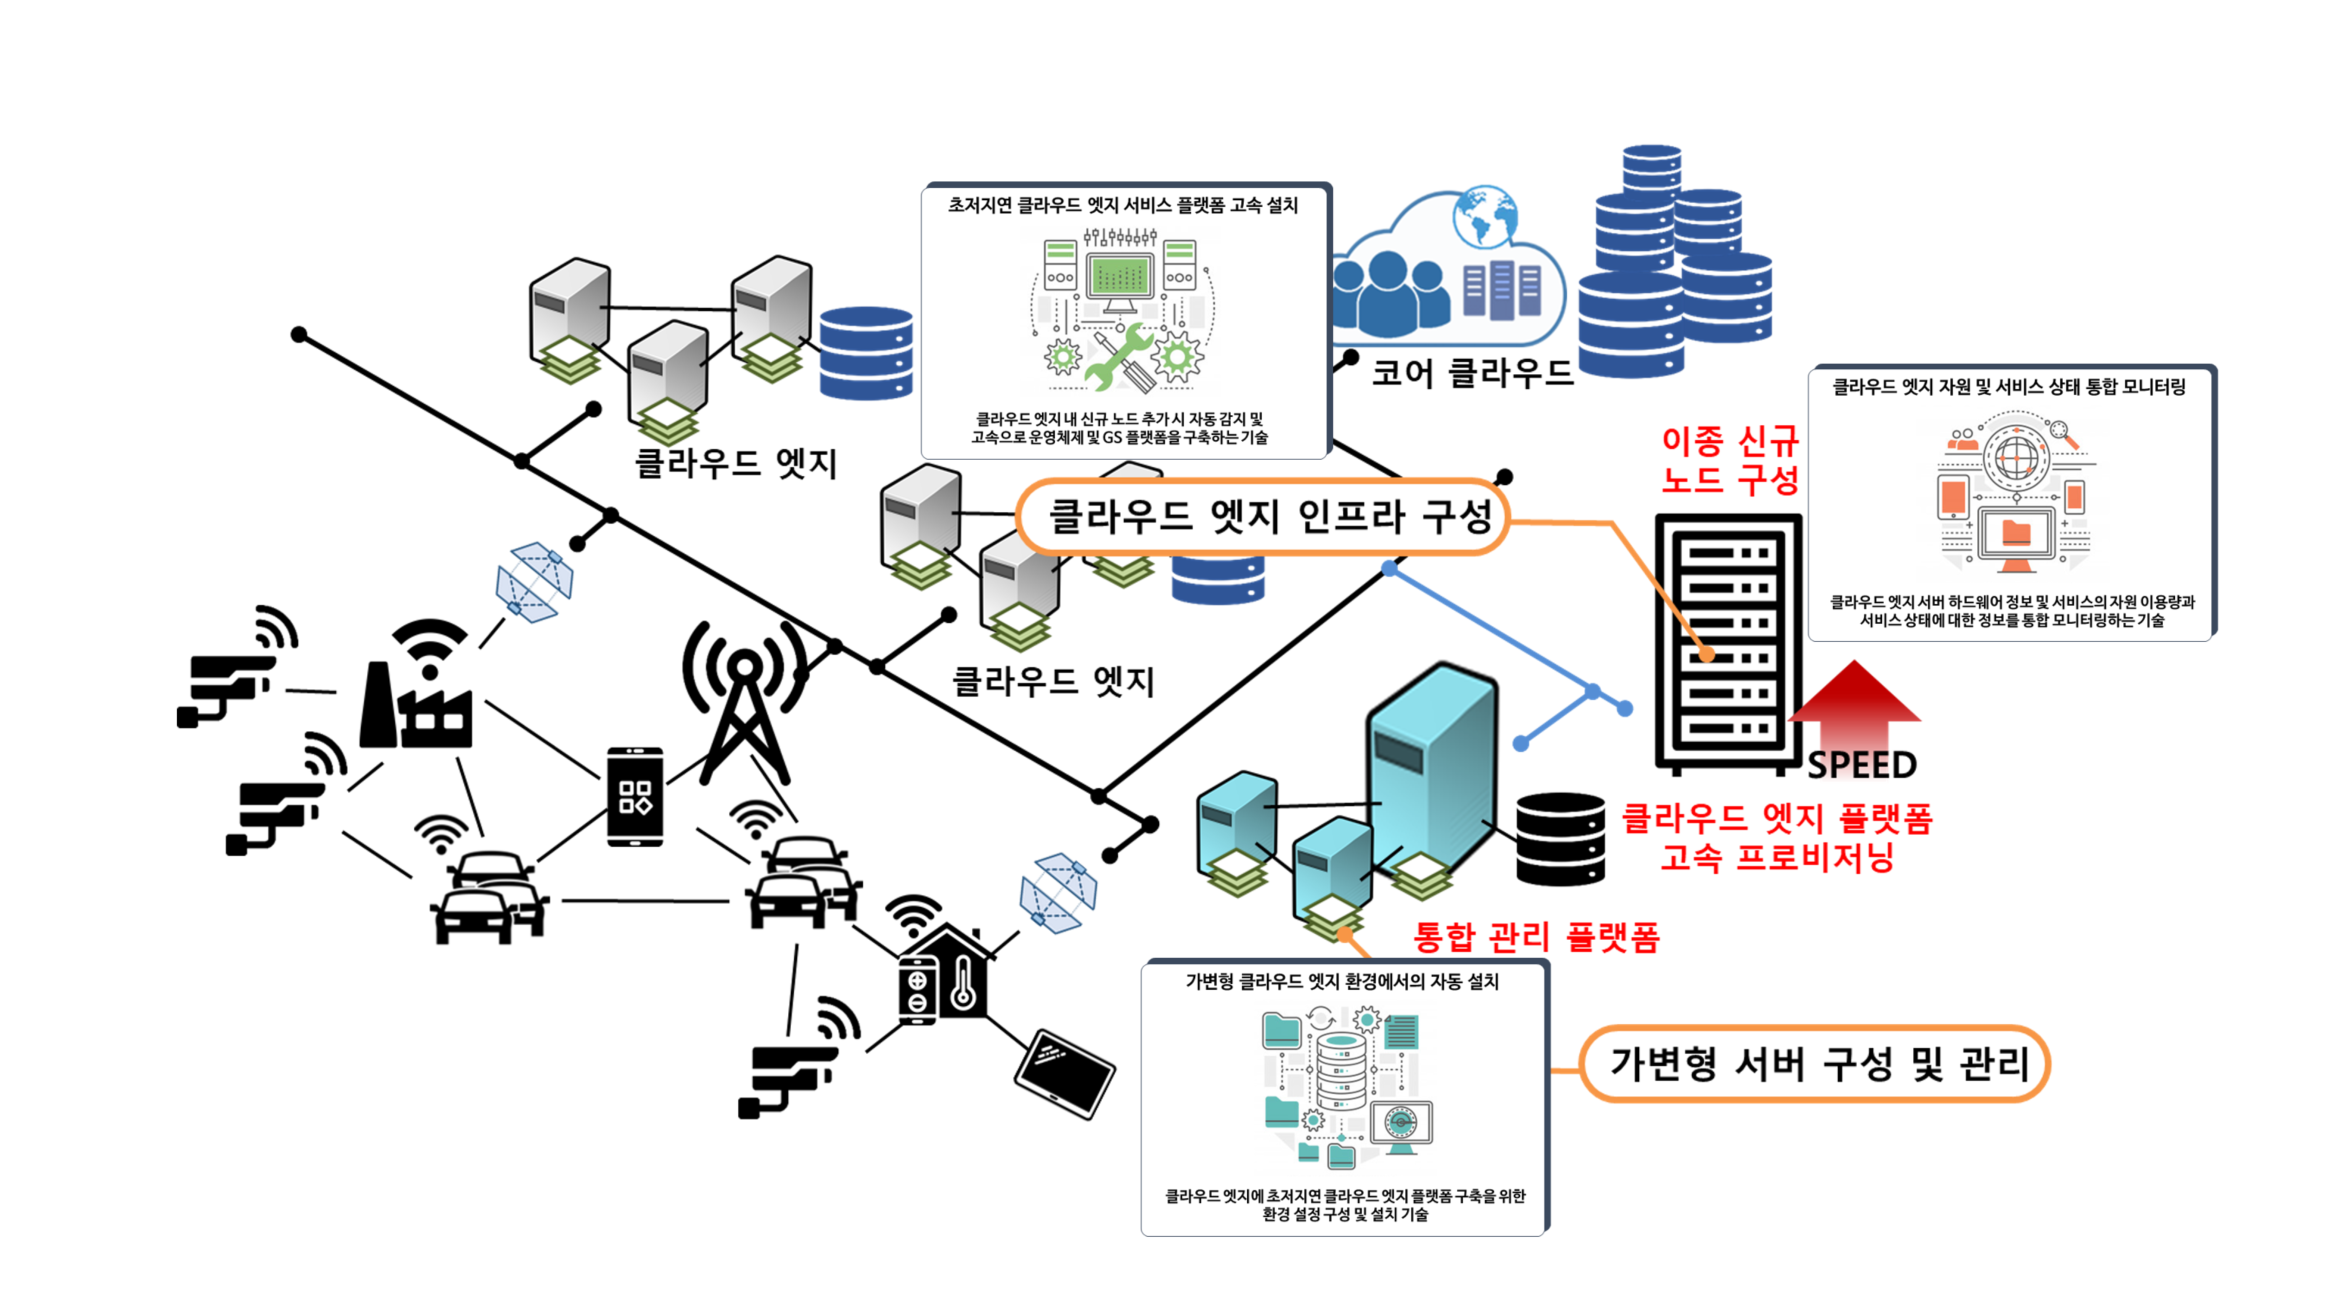 초저지연 클라우드 엣지 서비스 플랫폼 고속 설치
클라우드 엣지 내 신규 노드 추가 시 자동 감지 및
고속으로 운영체제 및 GS 플랫폼을 구축하는 기술
코어 클라우드
클라우드 엣지 자원 및 서비스 상태 통합 모니터링
클라우드 엣지 서버 하드웨어 정보 및 서비스의 자원 이용량과
서비스 상태에 대한 정보를 통합 모니터링하는 기술
이종 신규
노드 구성
클라우드 엣지
클라우드 엣지 인프라 구성
클라우드 엣지
SPEED
클라우드 엣지 플랫폼
고속 프로비저닝
통합 관리 플랫폼
가변형 클라우드 엣지 환경에서의 자동 설치
클라우드 엣지에 초저지연 클라우드 엣지 플랫폼 구축을 위한
환경 설정 구성 및 설치 기술
가변형 서버 구성 및 관리